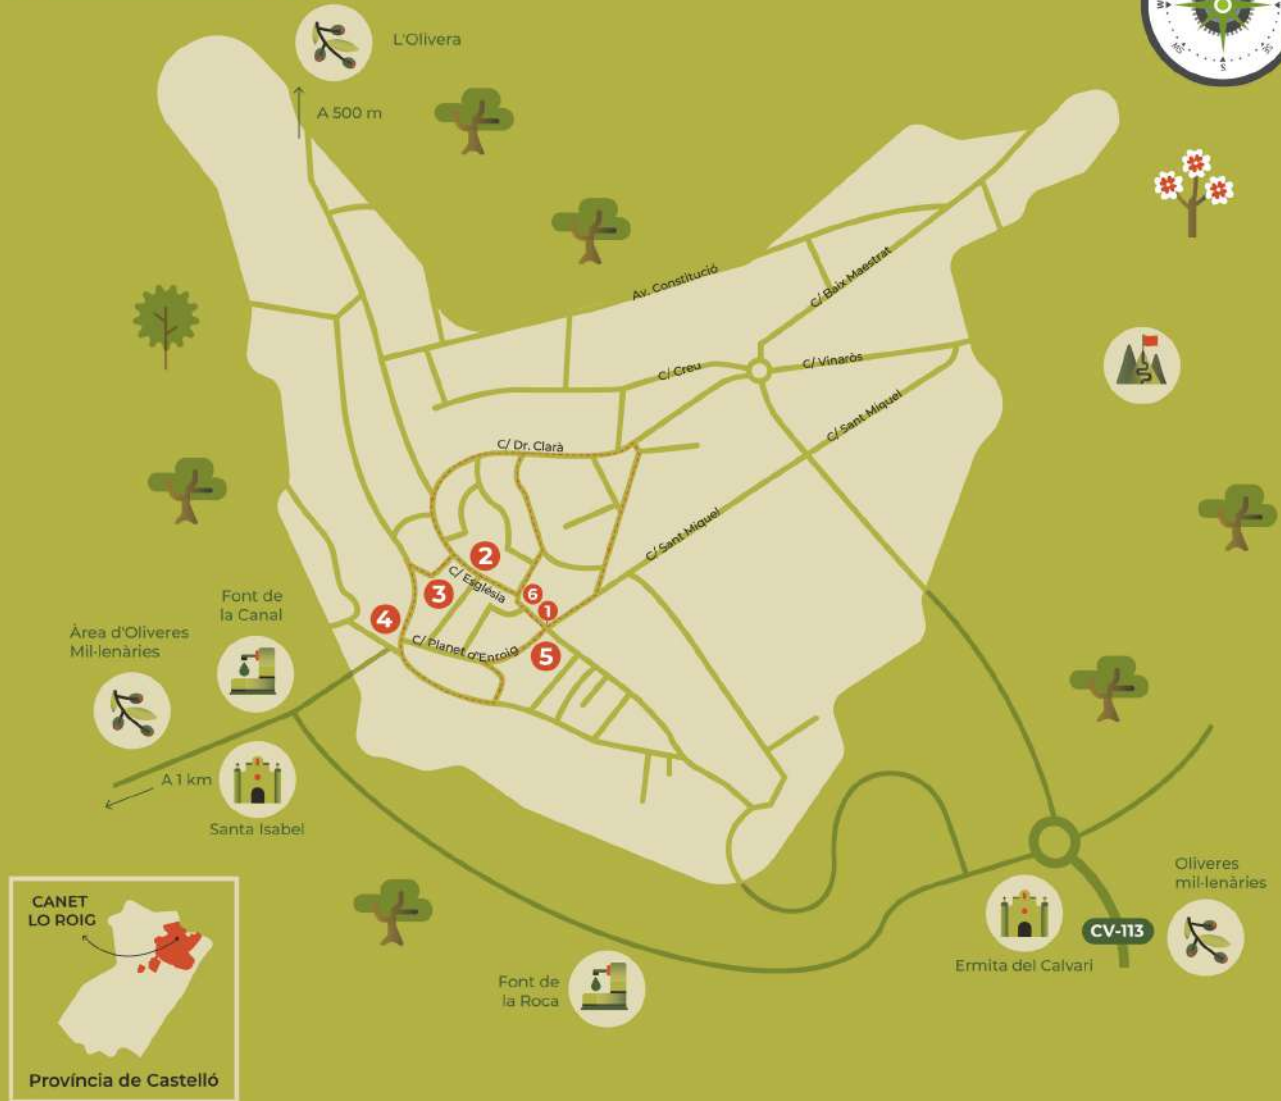 L'Olivera
A 500 m
W
SW
S
SE
Av. Constitució
C/ Baix Maestrat
C/ Creu
C/ Vinaròs
C/ Sant Miquel
C/ Dr. Clarà
C/ Sant Miquel
2
C/ Església
3
6
1
4
C/ Planet d'Enroig
5
Font de
la Canal
Àrea d'Oliveres
Mil·lenàries
A 1 km
Santa Isabel
CANET
LO ROIG
Província de Castelló
Font de
la Roca
Ermita del Calvari
CV-113
Oliveres
mil·lenàries